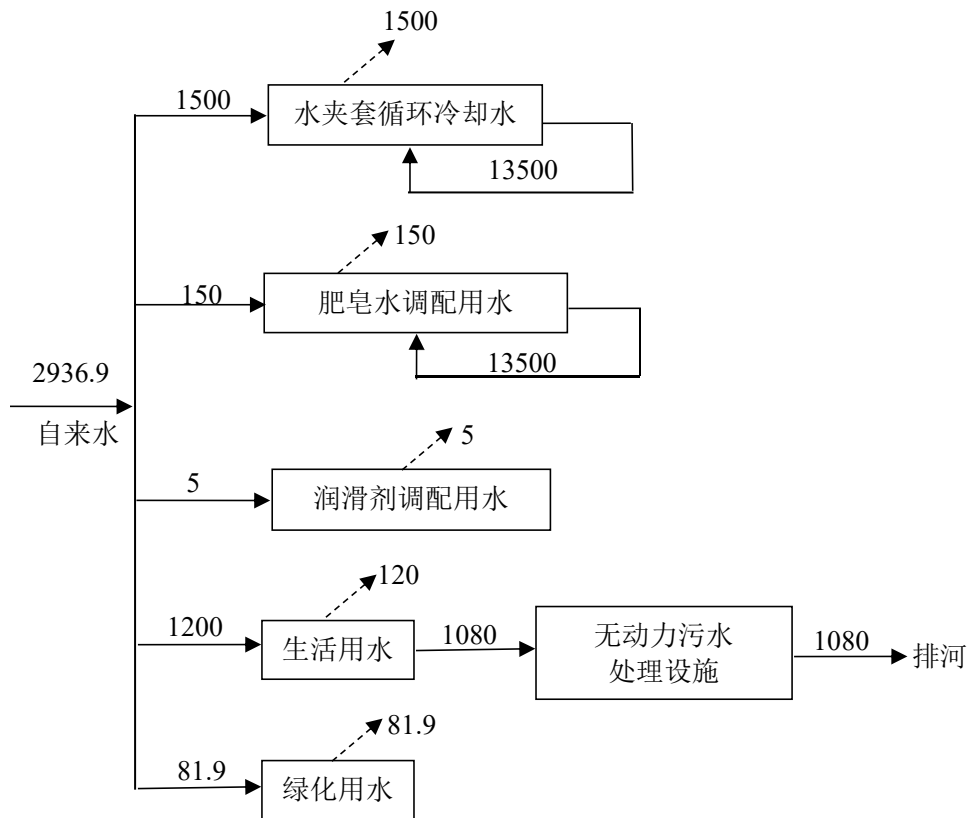 1500
1500
水夹套循环冷却水
13500
150
150
肥皂水调配用水
13500
2936.9
自来水
5
5
润滑剂调配用水
120
1200
生活用水
1080
无动力污水
处理设施
1080
排河
81.9
81.9
绿化用水